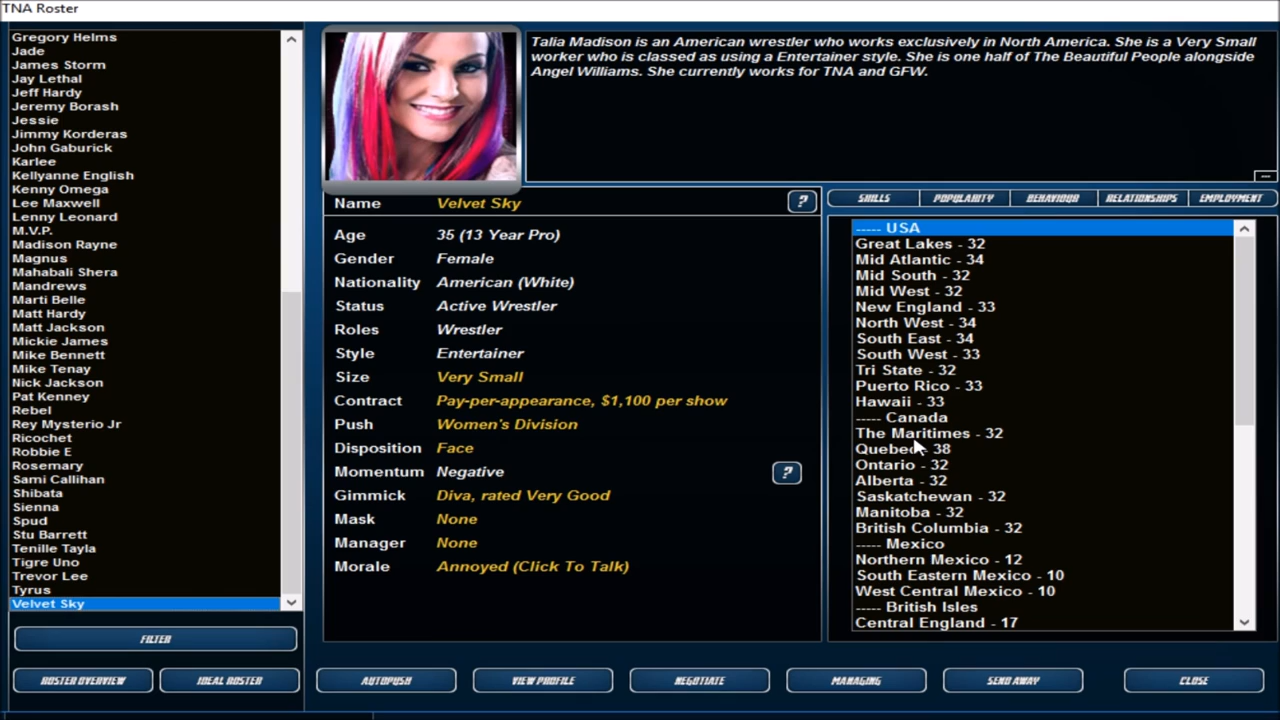 TNA Roster
Gregory Helms
Jade
James Storm
Jay Lethal
Jeff Hardy
Jeremy Borash
Jessie
Jimmy Korderas
John Gaburick
Karlee
Kellyanne English
Kenny Omega
Lee Maxwell
Lenny Leonard
M.V.P.
Madison Rayne
Magnus
Mahabali Shera
Mandrews
Marti Belle
Matt Hardy
Matt Jackson
Mickie James
Mike Bennett
Mike Tenay
Nick Jackson
Pat Kenney
Rebel
Rey Mysterio Jr
Ricochet
Robbie E
Rosemary
Sami Callihan
Shibata
Sienna
Spud
Stu Barrett
Tenille Tayla
Tigre Uno
Trevor Lee
Tyrus
Velvet Sky
FILTER
ROSTER OVERVIEW
IDEAL ROSTER
Talia Madison is an American wrestler who works exclusively in North America. She is a Very Small
worker who is classed as using a Entertainer style. She is one half of The Beautiful People alongside
Angel Williams. She currently works for TNA and GFW.
Name Velvet Sky ?
Age 35 (13 Year Pro)
Gender Female
Nationality American (White)
Status Active Wrestler
Roles Wrestler
Style Entertainer
Size Very Small
Contract Pay-per-appearance, $1,100 per show
Push Women's Division
Disposition Face
Momentum Negative ?
Gimmick Diva, rated Very Good
Mask None
Manager None
Morale Annoyed (Click To Talk)
SKILLS POPULARITY BEHAVIOUR RELATIONSHIPS EMPLOYMENT
----- USA
Great Lakes - 32
Mid Atlantic - 34
Mid South - 32
Mid West - 32
New England - 33
North West - 34
South East - 34
South West - 33
Tri State - 32
Puerto Rico - 33
Hawaii - 33
----- Canada
The Maritimes - 32
Quebec - 38
Ontario - 32
Alberta - 32
Saskatchewan - 32
Manitoba - 32
British Columbia - 32
----- Mexico
Northern Mexico - 12
South Eastern Mexico - 10
West Central Mexico - 10
----- British Isles
Central England - 17
AUTOPUSH VIEW PROFILE NEGOTIATE MANAGING SEND AWAY CLOSE